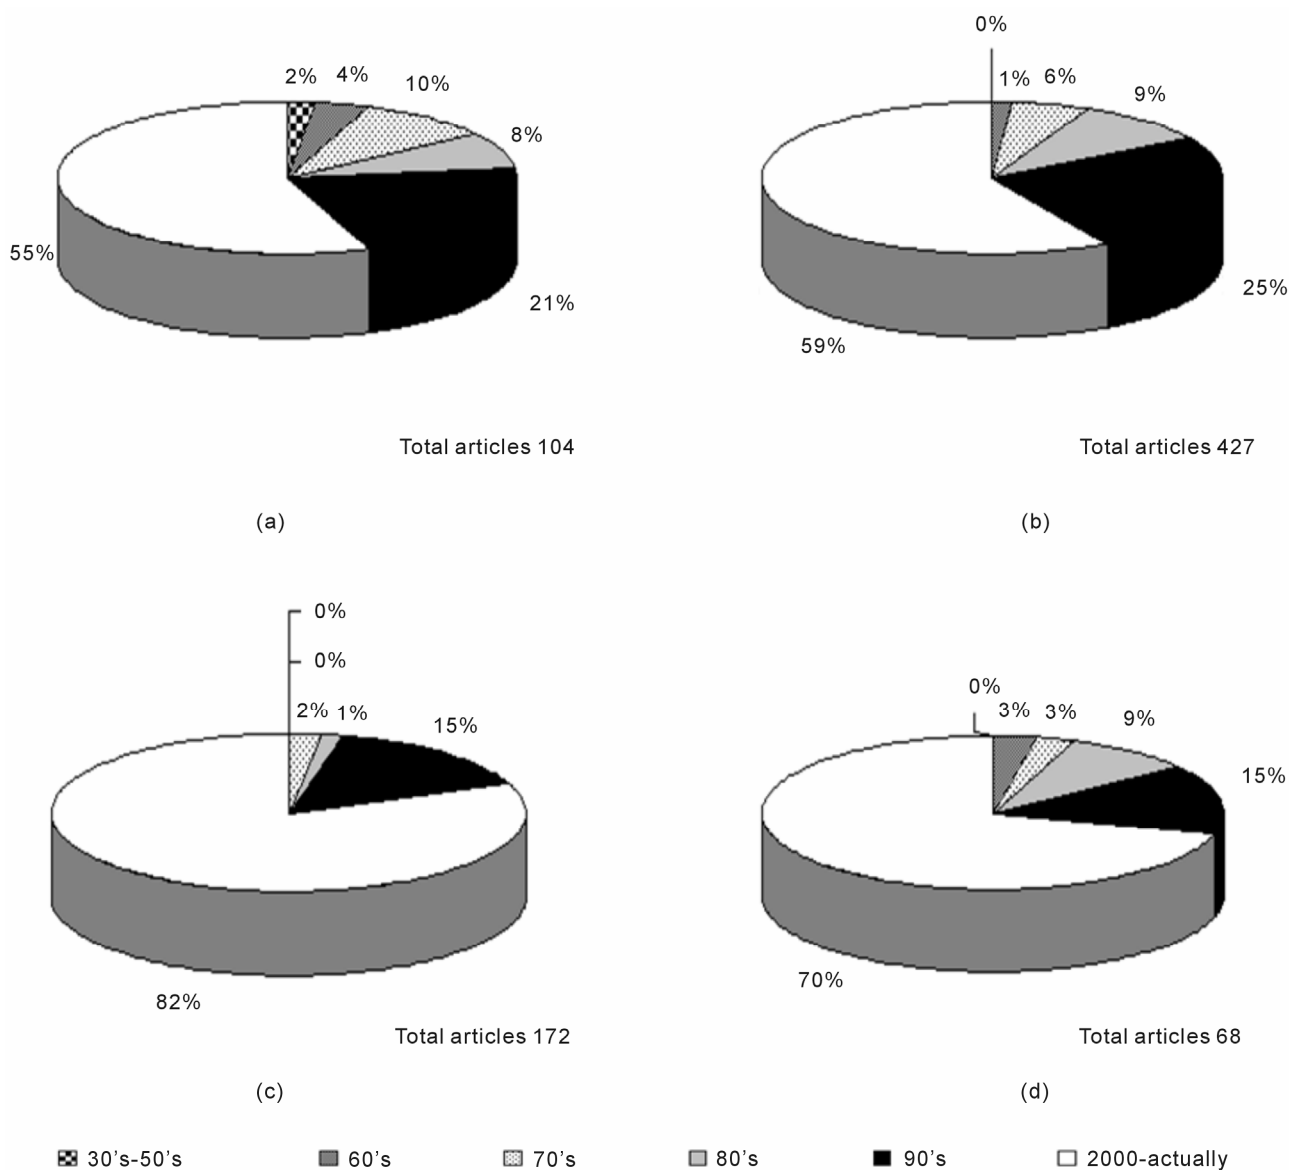 0%
2% 4% 10% 1% 6% 9%
8%
55% 21% 25%
59%
Total articles 104 Total articles 427
(a) (b)
0%
0%
0%
2% 1% 15% 3% 3% 9%
15%
82% 70%
Total articles 172 Total articles 68
(c) (d)
30's-50's 60's 70's 80's 90's 2000-actually